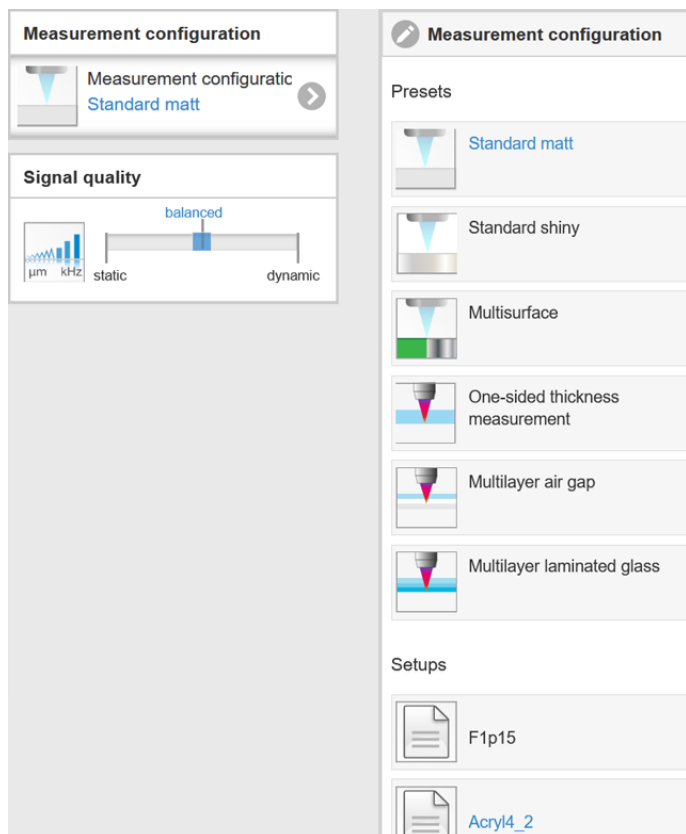 Measurement configuration
Measurement configuratic
Standard matt
Signal quality
balanced
µm kHz
static
dynamic
Measurement configuration
Presets
Standard matt
Standard shiny
Multisurface
One-sided thickness
measurement
Multilayer air gap
Multilayer laminated glass
Setups
F1p15
Acryl4_2